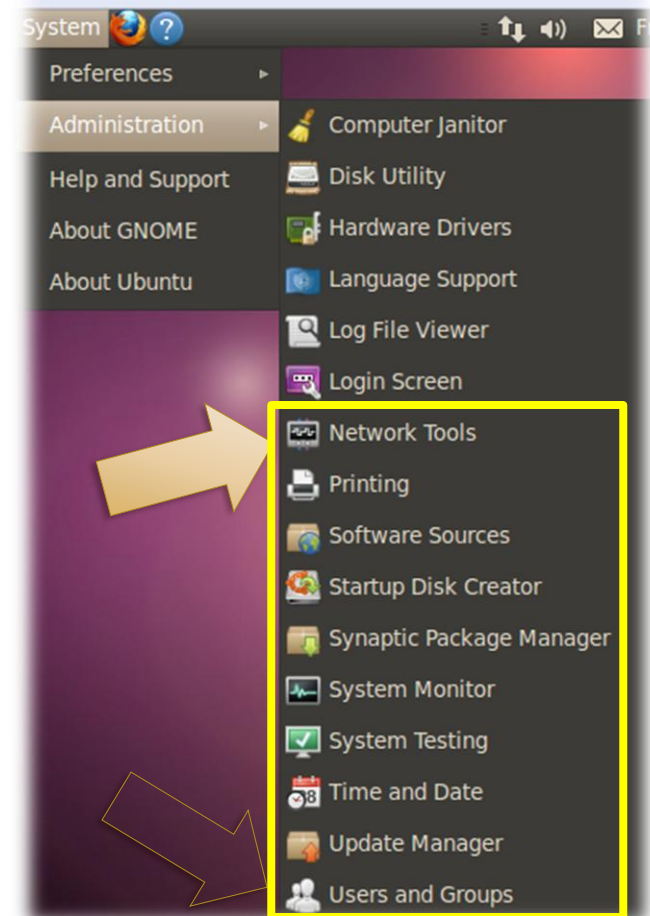 System
Preferences
Administration
Help and Support
About GNOME
About Ubuntu
Computer Janitor
Disk Utility
Hardware Drivers
Language Support
Log File Viewer
Login Screen
Network Tools
Printing
Software Sources
Startup Disk Creator
Synaptic Package Manager
System Monitor
System Testing
Time and Date
Update Manager
Users and Groups